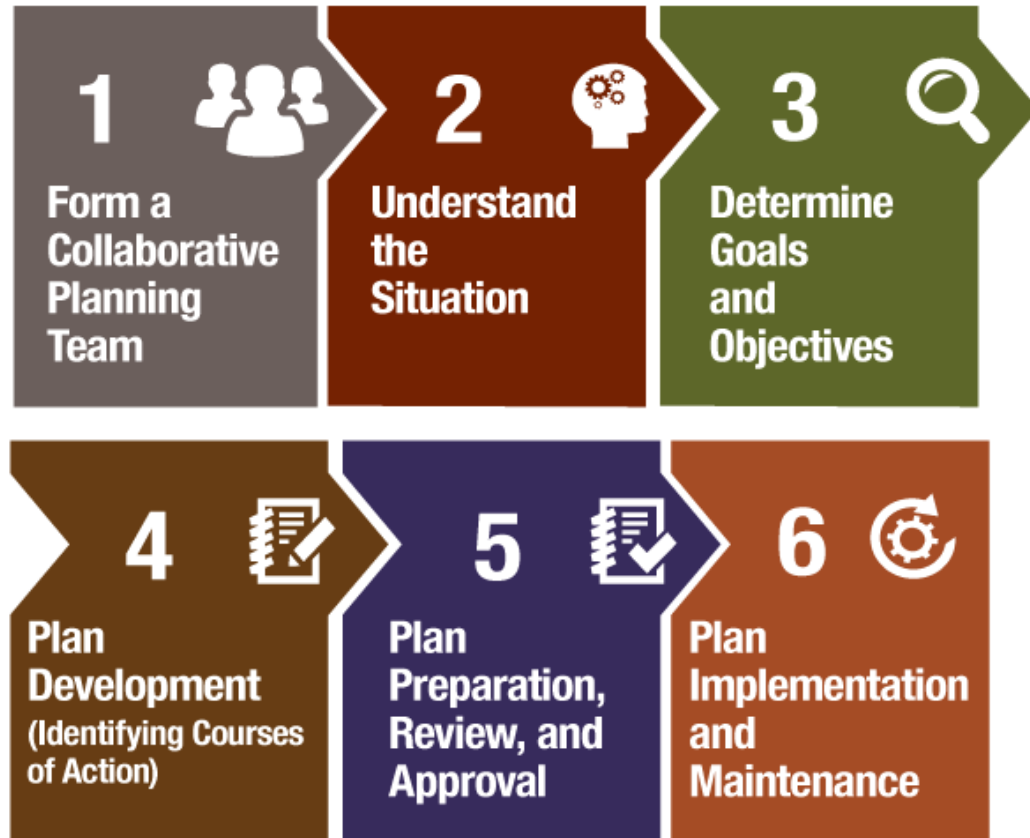 1
Form a
Collaborative
Planning
Team
2
Understand
the
Situation
3
Determine
Goals
and
Objectives
4
Plan
Development
(Identifying Courses
of Action)
5
Plan
Preparation,
Review, and
Approval
6
Plan
Implementation
and
Maintenance